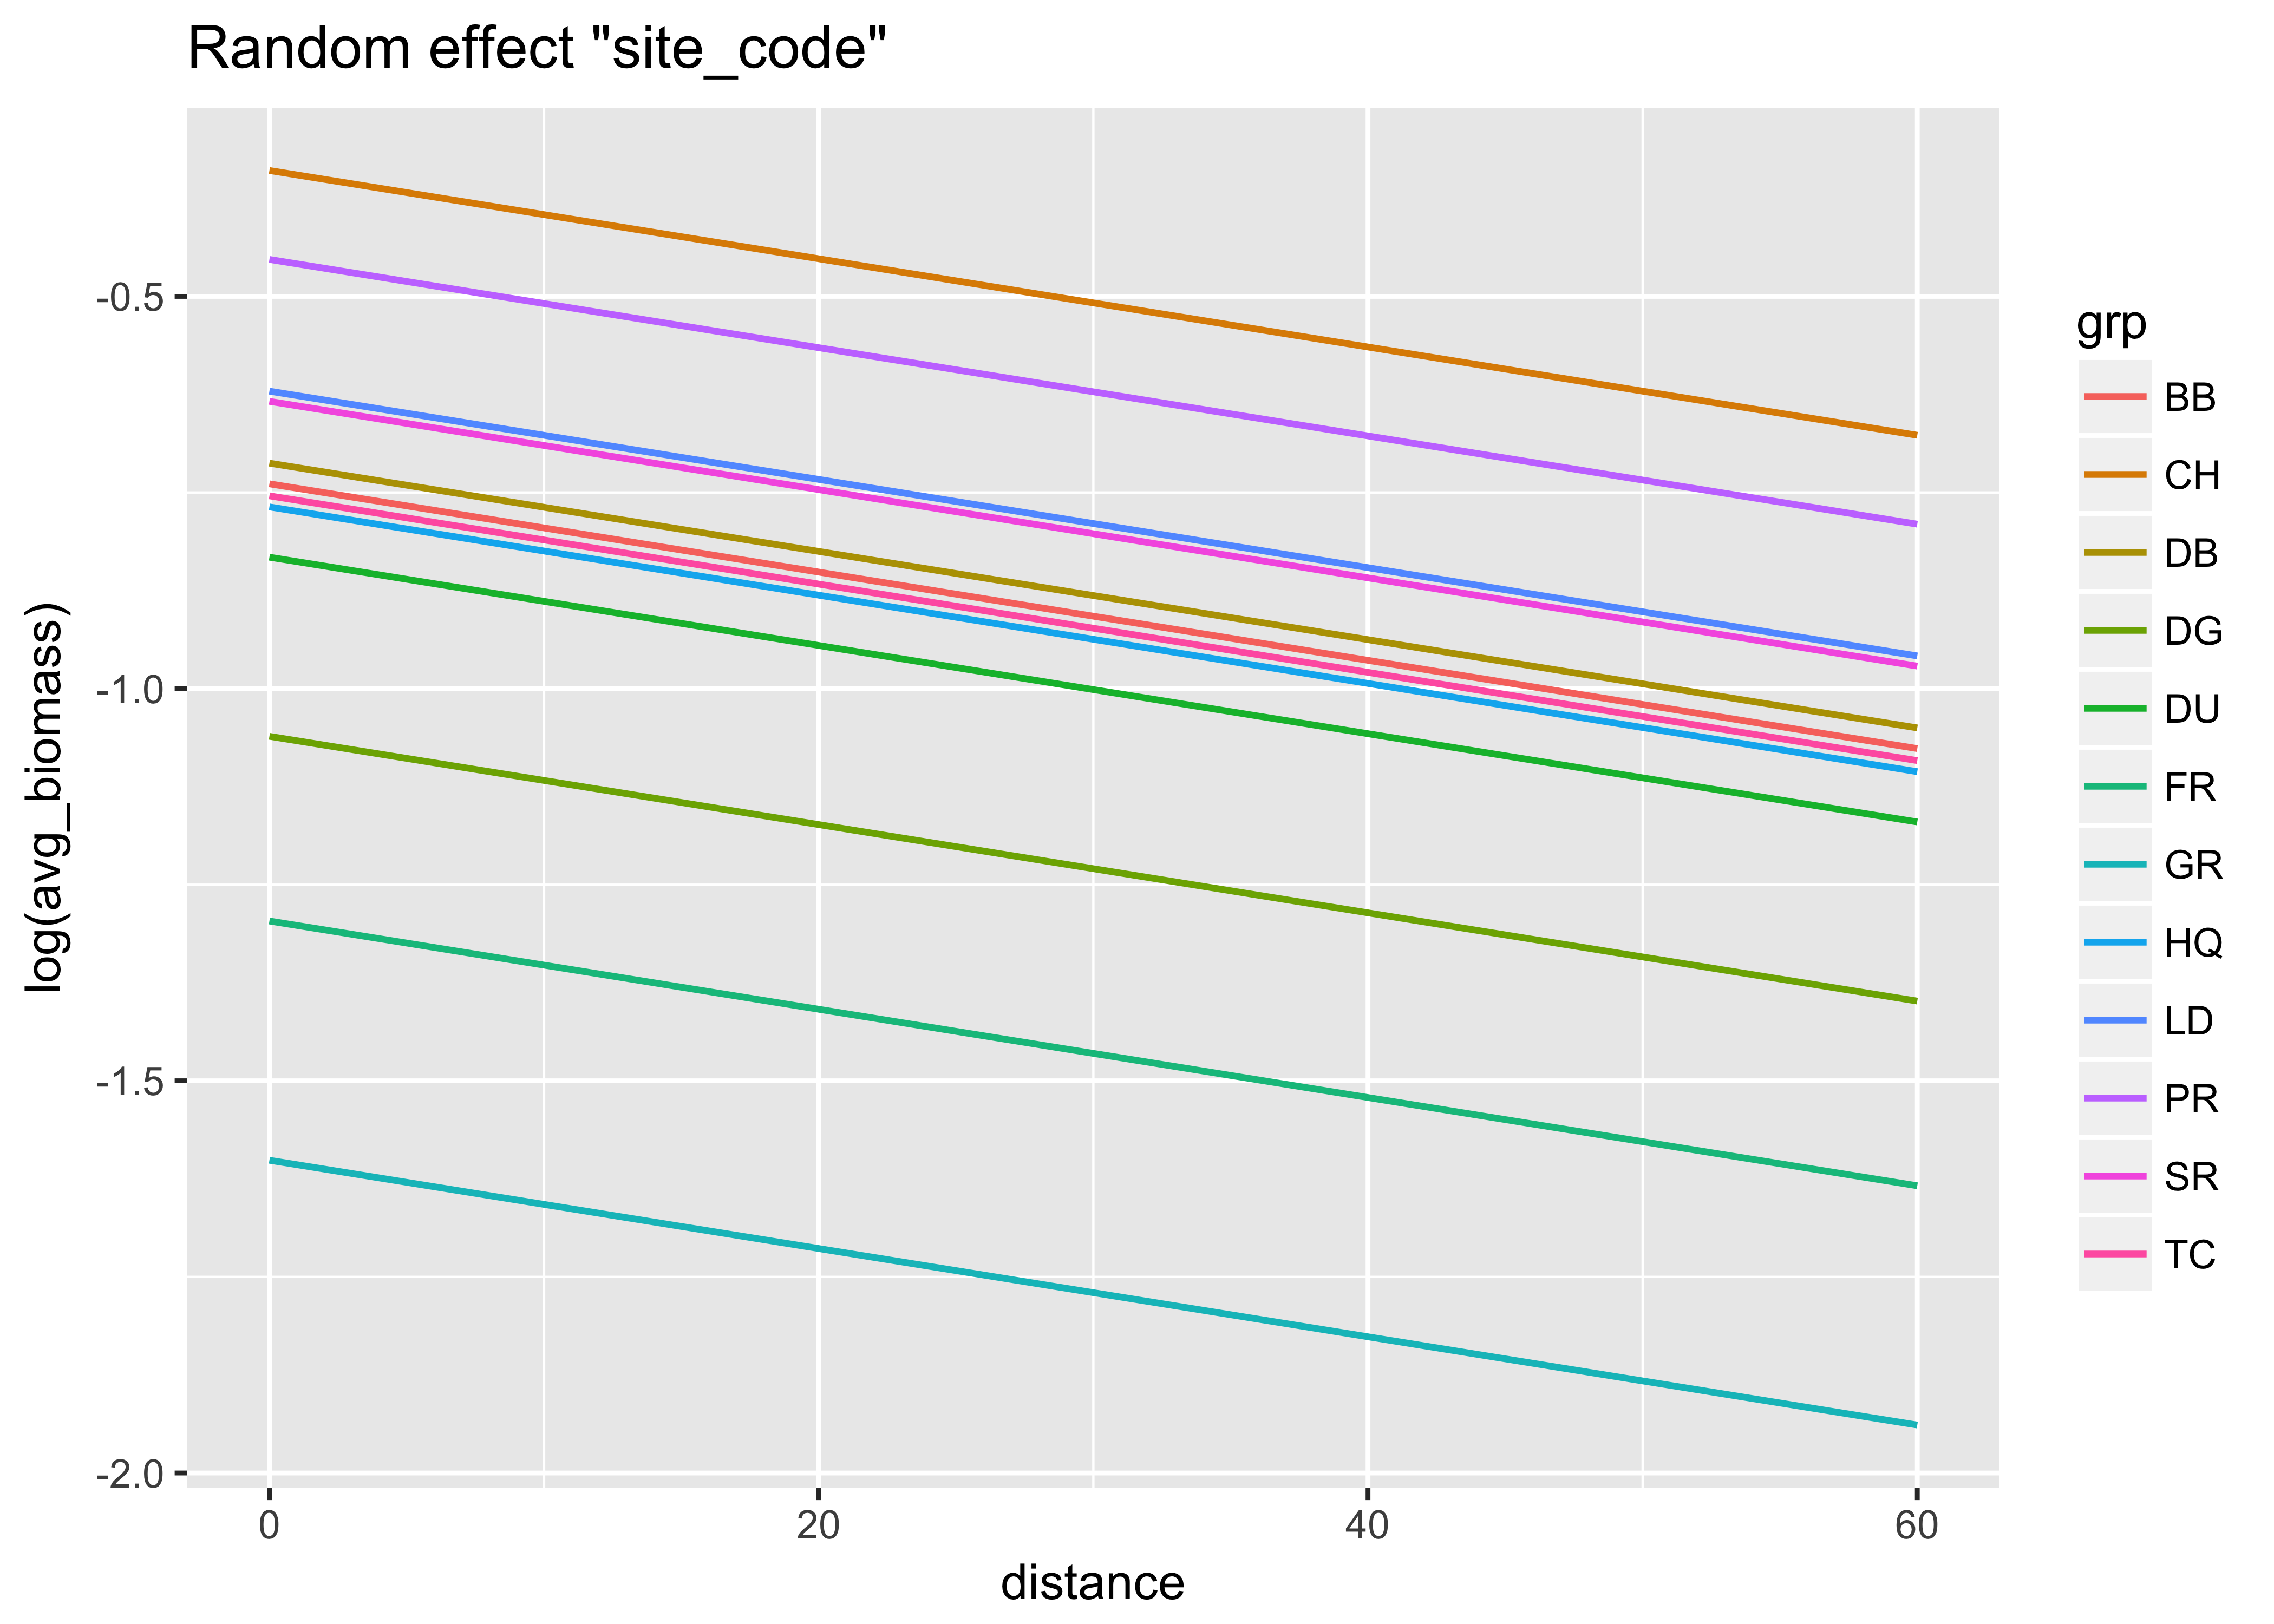 Random effect "site_code"
log(avg_biomass)
-0.5
-1.0
-1.5
-2.0
0
20
40
60
distance
grp
BB
CH
DB
DG
DU
FR
GR
HQ
LD
PR
SR
TC